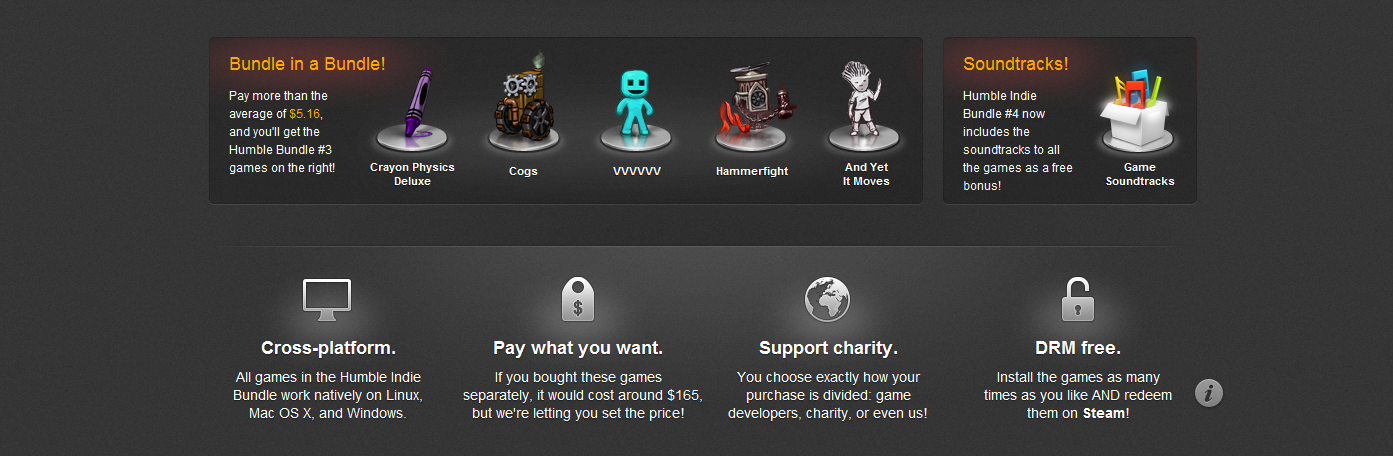 Bundle in a Bundle!
Pay more than the
average of $5.16,
and you'll get the
Humble Bundle #3
games on the right!
Crayon Physics
Deluxe
Cogs
VVVVVV
Hammerfight
And Yet
It Moves
Soundtracks!
Humble Indie
Bundle #4 now
includes the
soundtracks to all
the games as a free
bonus!
Game
Soundtracks
$
Cross-platform.
All games in the Humble Indie
Bundle work natively on Linux,
Mac OS X, and Windows.
Pay what you want.
If you bought these games
separately, it would cost around $165,
but we're letting you set the price!
Support charity.
You choose exactly how your
purchase is divided: game
developers, charity, or even us!
DRM free.
Install the games as many
times as you like AND redeem
them on Steam!
i